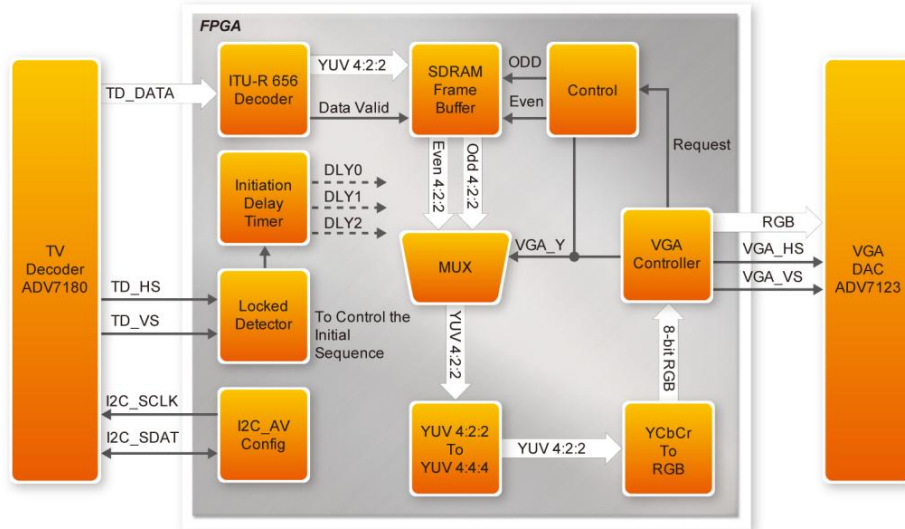 FPGA
TV
Decoder
ADV7180
TD_DATA
ITU-R 656
Decoder
YUV 4:2:2
Data Valid
SDRAM
Frame
Buffer
ODD
Even
Control
Request
Initiation
Delay
Timer
DLY0
DLY1
DLY2
Even 4:2:2
Odd 4:2:2
MUX
VGA_Y
VGA
Controller
RGB
VGA_HS
VGA_VS
VGA
DAC
ADV7123
TD_HS
TD_VS
Locked
Detector
To Control the
Initial
Sequence
YUV 4:2:2
8-bit RGB
I2C_SCLK
I2C_SDAT
I2C_AV
Config
YUV 4:2:2
To
YUV 4:4:4
YUV 4:2:2
YCbCr
To
RGB